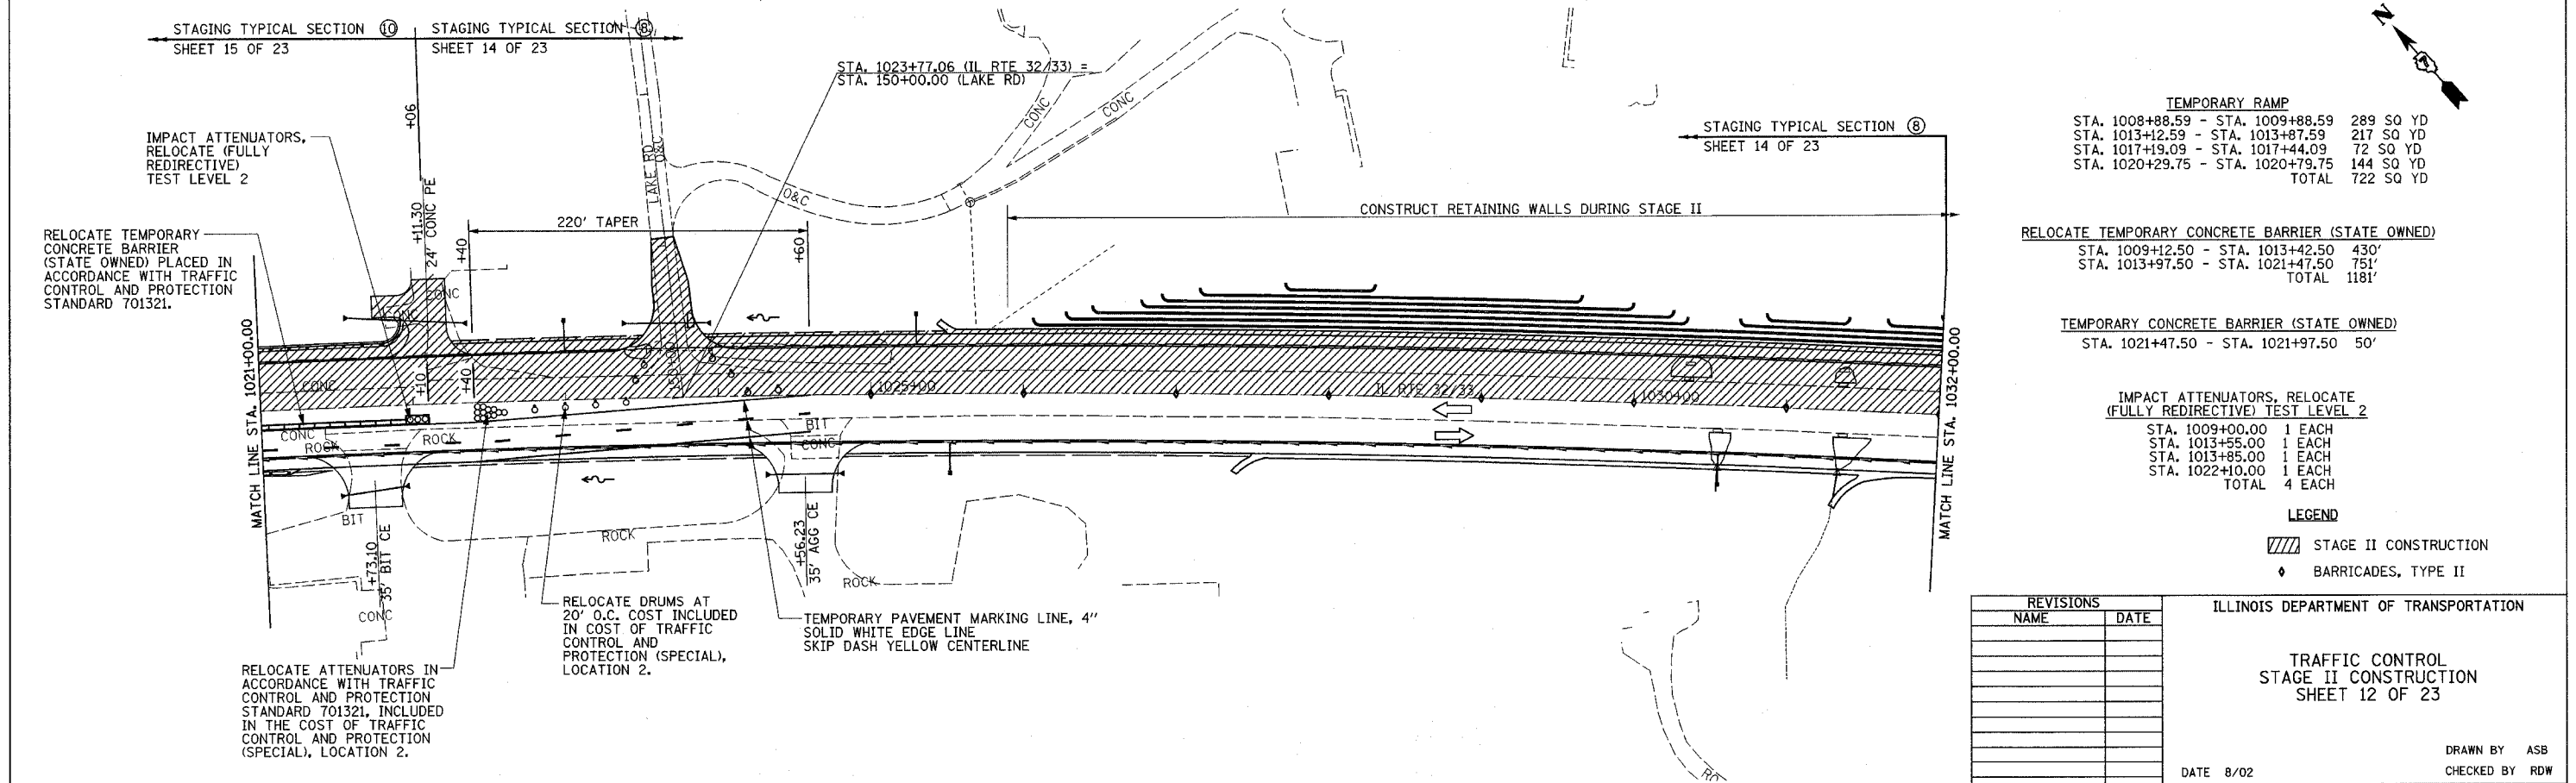 STAGING TYPICAL SECTION 10
SHEET 15 OF 23
STAGING TYPICAL SECTION 8
SHEET 14 OF 23
STA. 1023+77.06 (IL RTE 32/33) =
STA. 150+00.00 (LAKE RD)
IMPACT ATTENUATORS,
RELOCATE (FULLY
REDIRECTIVE)
TEST LEVEL 2
+06
+11.30
24' CONC PE
RELOCATE TEMPORARY
CONCRETE BARRIER
(STATE OWNED) PLACED IN
ACCORDANCE WITH TRAFFIC
CONTROL AND PROTECTION
STANDARD 701321.
+40
220' TAPER
+60
LAKE RD
O&C
O&C
CONC
CONC
STAGING TYPICAL SECTION 8
SHEET 14 OF 23
CONSTRUCT RETAINING WALLS DURING STAGE II
N
CONC
CONC
CONC
+10
+40
150+00
1025+00
IL RTE 32/33
1030+00
MATCH LINE STA. 1021+00.00
MATCH LINE STA. 1032+00.00
CONC
ROCK
ROCK
BIT
CONC
BIT
+73.10
35' BIT CE
CONC
ROCK
+56.23
35' AGG CE
ROCK
RELOCATE DRUMS AT
20' O.C. COST INCLUDED
IN COST OF TRAFFIC
CONTROL AND
PROTECTION (SPECIAL),
LOCATION 2.
TEMPORARY PAVEMENT MARKING LINE, 4"
SOLID WHITE EDGE LINE
SKIP DASH YELLOW CENTERLINE
RELOCATE ATTENUATORS IN
ACCORDANCE WITH TRAFFIC
CONTROL AND PROTECTION
STANDARD 701321, INCLUDED
IN THE COST OF TRAFFIC
CONTROL AND PROTECTION
(SPECIAL), LOCATION 2.
TEMPORARY RAMP
STA. 1008+88.59 - STA. 1009+88.59 289 SQ YD
STA. 1013+12.59 - STA. 1013+87.59 217 SQ YD
STA. 1017+19.09 - STA. 1017+44.09 72 SQ YD
STA. 1020+29.75 - STA. 1020+79.75 144 SQ YD
TOTAL 722 SQ YD
RELOCATE TEMPORARY CONCRETE BARRIER (STATE OWNED)
STA. 1009+12.50 - STA. 1013+42.50 430'
STA. 1013+97.50 - STA. 1021+47.50 751'
TOTAL 1181'
TEMPORARY CONCRETE BARRIER (STATE OWNED)
STA. 1021+47.50 - STA. 1021+97.50 50'
IMPACT ATTENUATORS, RELOCATE
(FULLY REDIRECTIVE) TEST LEVEL 2
STA. 1009+00.00 1 EACH
STA. 1013+55.00 1 EACH
STA. 1013+85.00 1 EACH
STA. 1022+10.00 1 EACH
TOTAL 4 EACH
LEGEND
STAGE II CONSTRUCTION
BARRICADES, TYPE II
REVISIONS
NAME DATE
ILLINOIS DEPARTMENT OF TRANSPORTATION
TRAFFIC CONTROL
STAGE II CONSTRUCTION
SHEET 12 OF 23
DRAWN BY ASB
DATE 8/02 CHECKED BY RDW